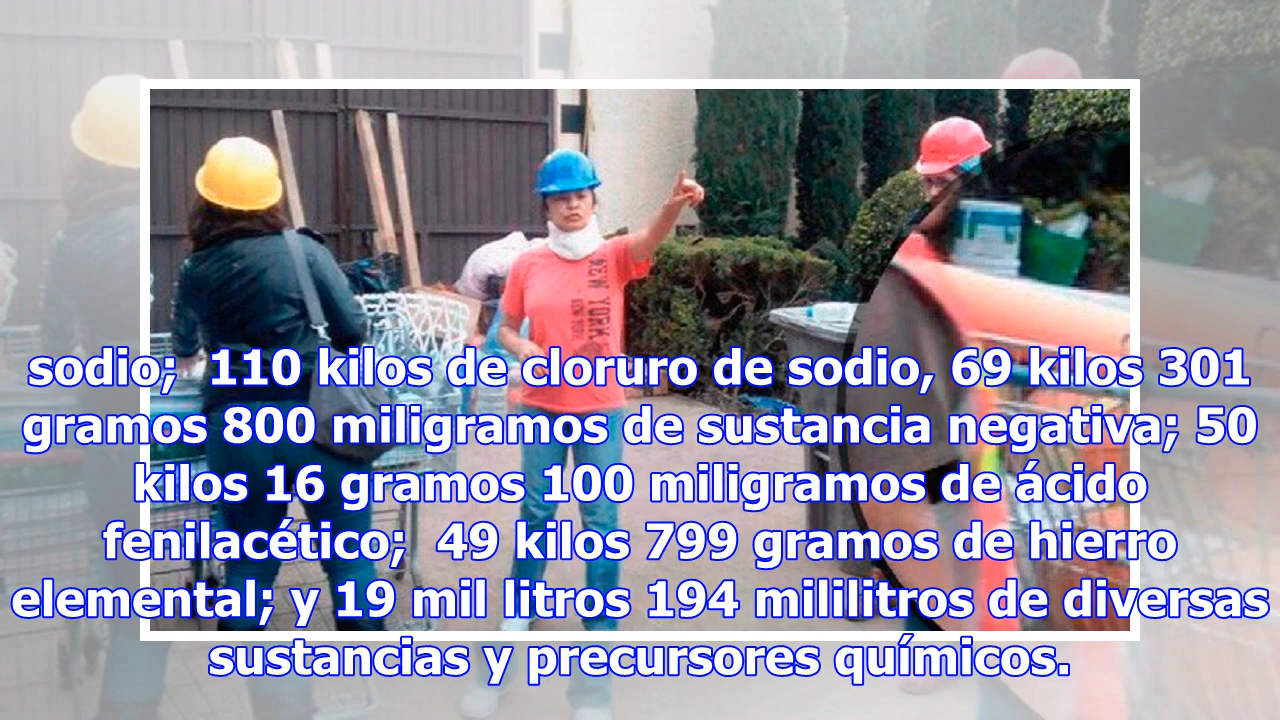 NEW YORK
sodio;  110 kilos de cloruro de sodio, 69 kilos 301
gramos 800 miligramos de sustancia negativa; 50
kilos 16 gramos 100 miligramos de ácido
fenilacético;  49 kilos 799 gramos de hierro
elemental; y 19 mil litros 194 mililitros de diversas
sustancias y precursores químicos.